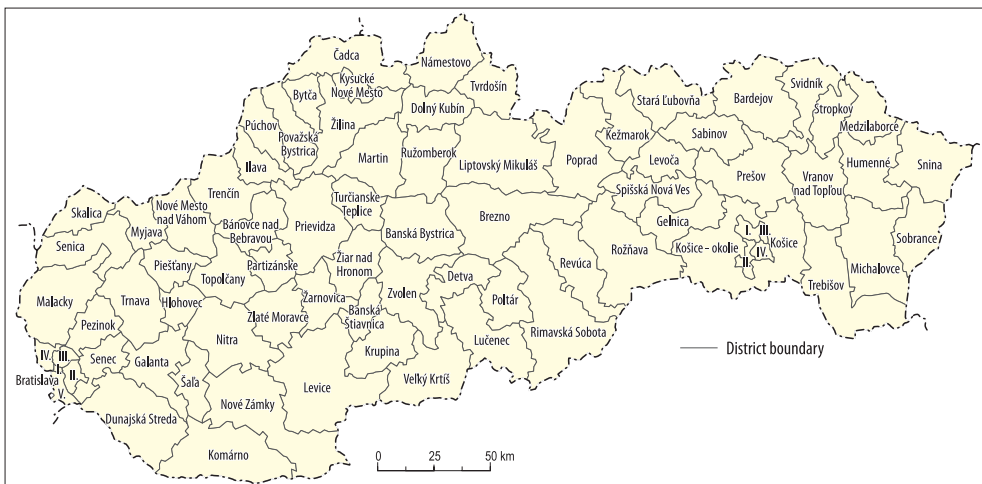 Čadca
Námestovo
Kysucké
Nové Mesto
Tvrdošín
Bytča
Dolný Kubín
Stará Ľubovňa
Bardejov
Svidník
Stropkov
Medzilaborce
Púchov
Považská
Bystrica
Žilina
Kežmarok
Sabinov
Ilava
Martin
Ružomberok
Liptovský Mikuláš
Poprad
Levoča
Prešov
Vranov
nad Topľou
Humenné
Snina
Trenčín
Turčianske
Teplice
Spišská Nová Ves
Skalica
Nové Mesto
nad Váhom
Bánovce nad
Bebravou
Prievidza
Brezno
Gelnica
Senica
Myjava
Banská Bystrica
Rožňava
Košice – okolie
I.
III.
Košice
IV.
II.
Sobrance
Piešťany
Topoľčany
Partizánske
Žiar nad
Hronom
Revúca
Michalovce
Malacky
Trnava
Hlohovec
Žarnovica
Zvolen
Detva
Poltár
Trebišov
Pezinok
Zlaté Moravce
Banská
Štiavnica
Nitra
Lučenec
Rimavská Sobota
IV.
III.
Senec
Galanta
Krupina
District boundary
I.
II.
Bratislava
V.
Šaľa
Levice
Veľký Krtíš
Nové Zámky
Dunajská Streda
Komárno
0 25 50 km